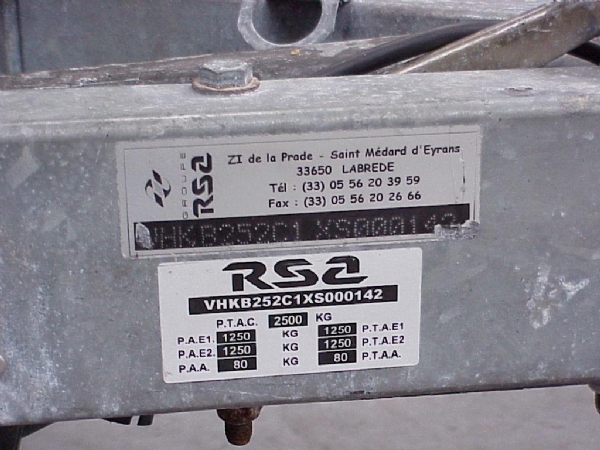 GROUPE
RSA
ZI de la Prade - Saint Médard d'Eyrans
33650 LABREDE
Tél : (33) 05 56 20 39 59
Fax : (33) 05 56 20 26 66
VHKB252C1XS000142
RSA
VHKB252C1XS000142
P.T.A.C. 2500 KG
P.A.E1. 1250 KG 1250 P.T.A.E1
P.A.E2. 1250 KG 1250 P.T.A.E2
P.A.A. 80 KG 80 P.T.A.A.